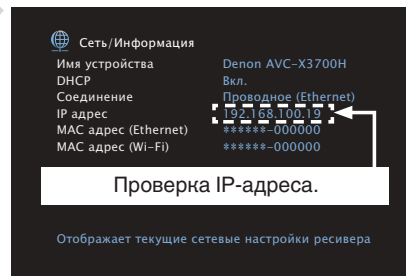 Сеть/Информация
Имя устройства Denon AVC-X3700H
DHCP Вкл.
Соединение Проводное (Ethernet)
IP адрес 192.168.100.19
MAC адрес (Ethernet) ******-000000
MAC адрес (Wi-Fi) ******-000000
Проверка IP-адреса.
Отображает текущие сетевые настройки ресивера